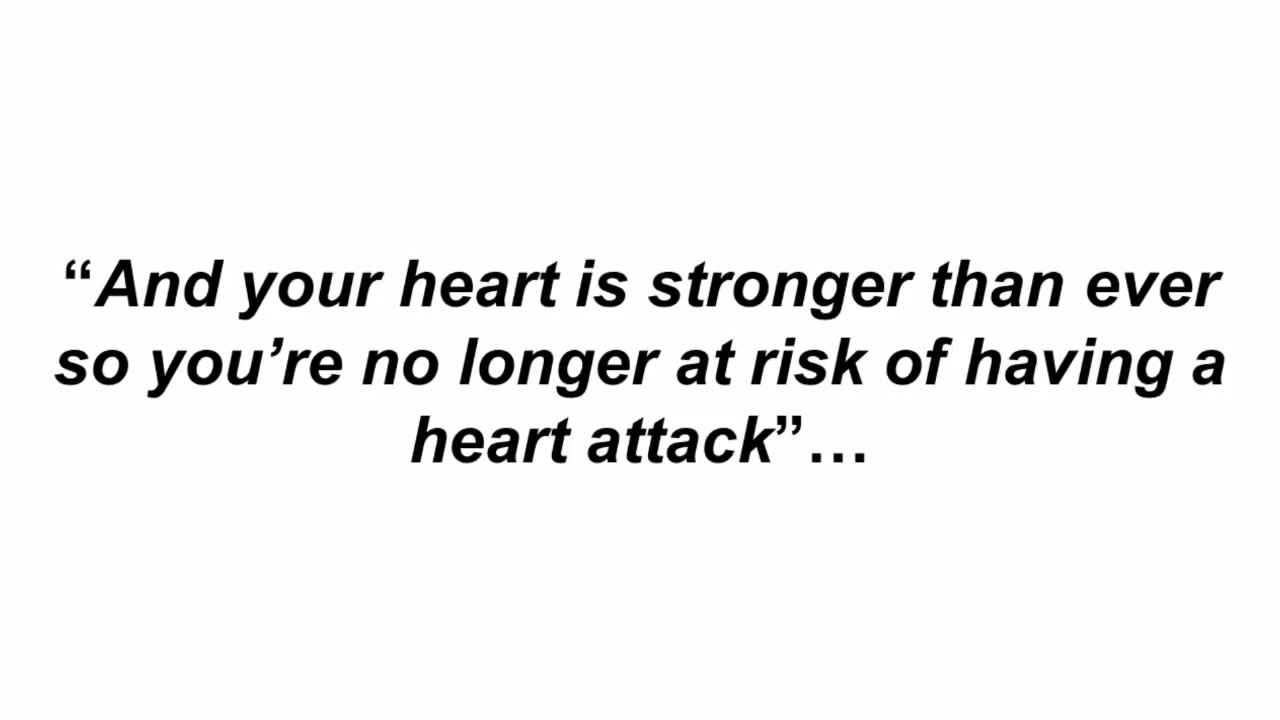 “And your heart is stronger than ever
so you’re no longer at risk of having a
heart attack”…